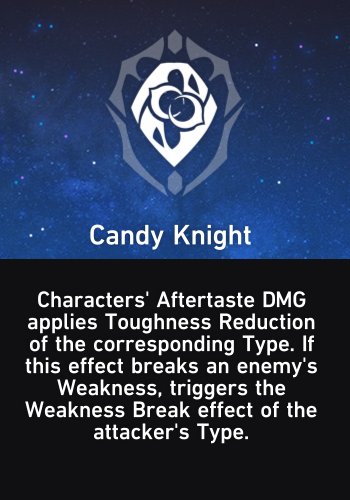 Candy Knight
Characters' Aftertaste DMG
applies Toughness Reduction
of the corresponding Type. If
this effect breaks an enemy's
Weakness, triggers the
Weakness Break effect of the
attacker's Type.